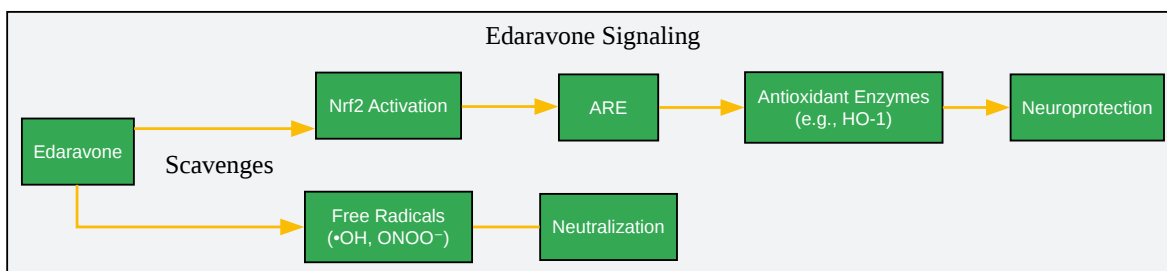 Edaravone Signaling
Edaravone
Scavenges
Nrf2 Activation
ARE
Antioxidant Enzymes
(e.g., HO-1)
Neuroprotection
Free Radicals
(•OH, ONOO⁻)
Neutralization